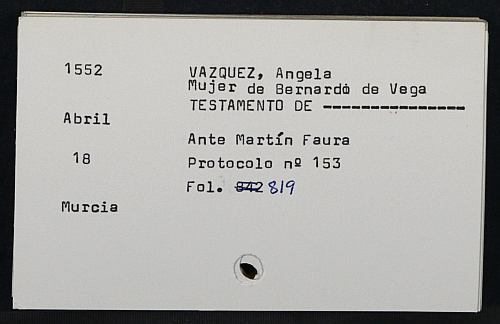 1552
VAZQUEZ, Angela
Mujer de Bernardó de Vega
TESTAMENTO DE ---------------
Abril
Ante Martín Faura
18
Protocolo nº 153
Fol. 842 819
Murcia